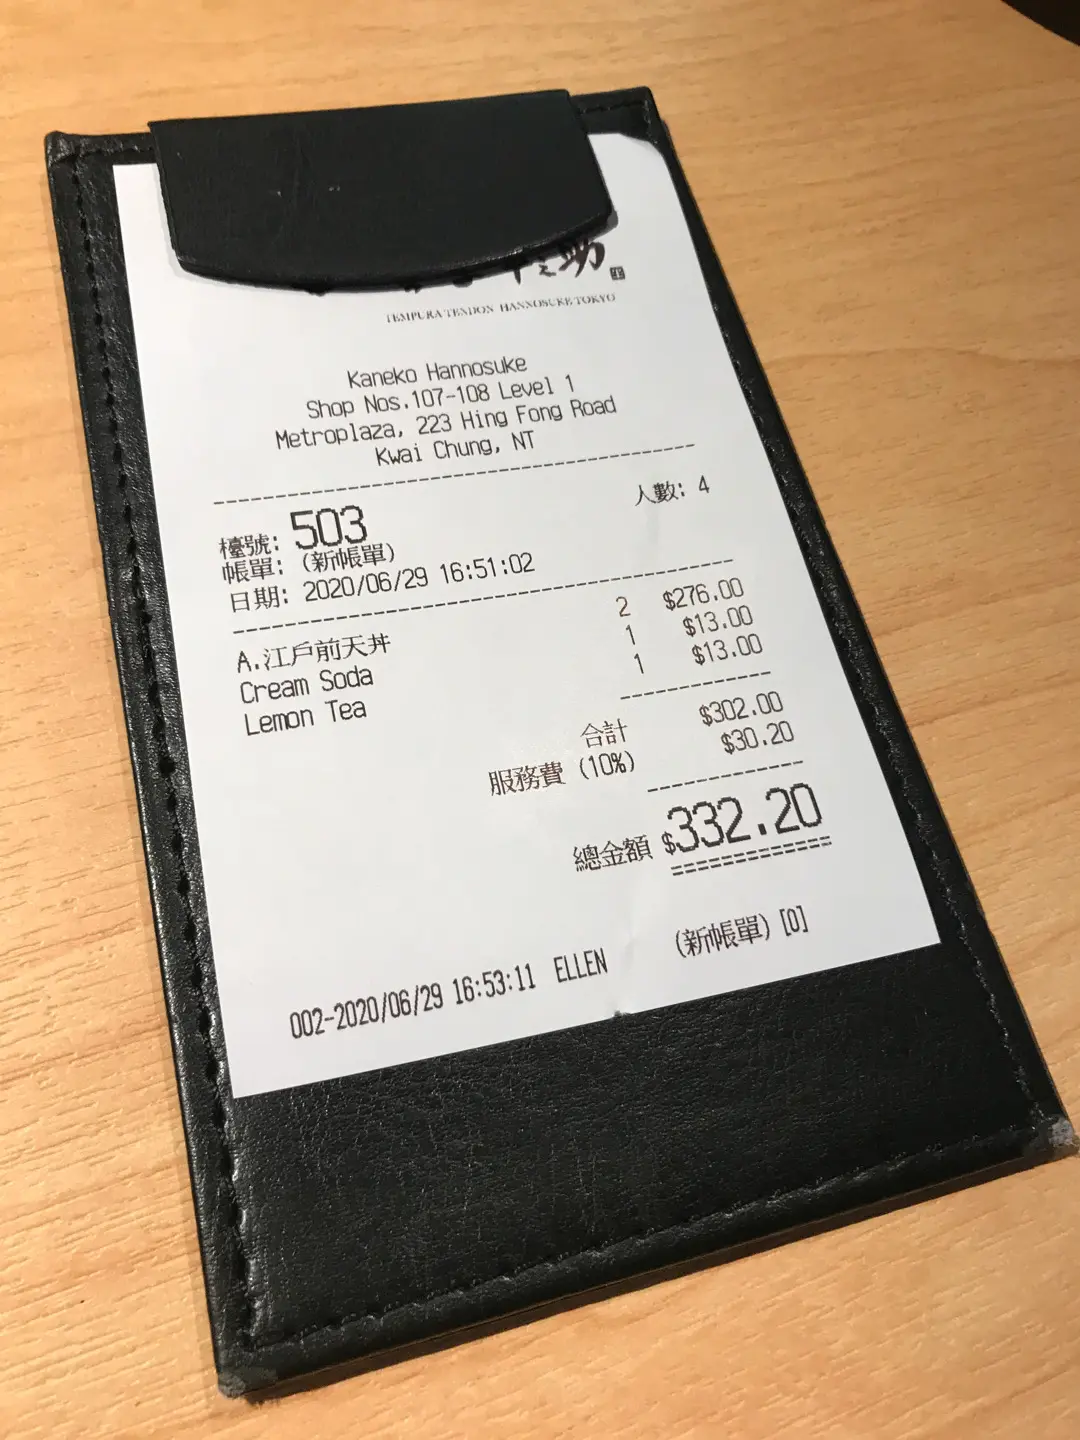 之助
TEMPURA TENDON HANNOSUKE, TOKYO
Kaneko Hannosuke
Shop Nos.107-108 Level 1
Metroplaza, 223 Hing Fong Road
Kwai Chung, NT
檯號: 503 人數: 4
帳單: (新帳單)
日期: 2020/06/29 16:51:02
A.江戶前天丼 2 $276.00
Cream Soda 1 $13.00
Lemon Tea 1 $13.00
合計 $302.00
服務費 (10%) $30.20
總金額 $332.20
(新帳單) [0]
002-2020/06/29 16:53:11 ELLEN